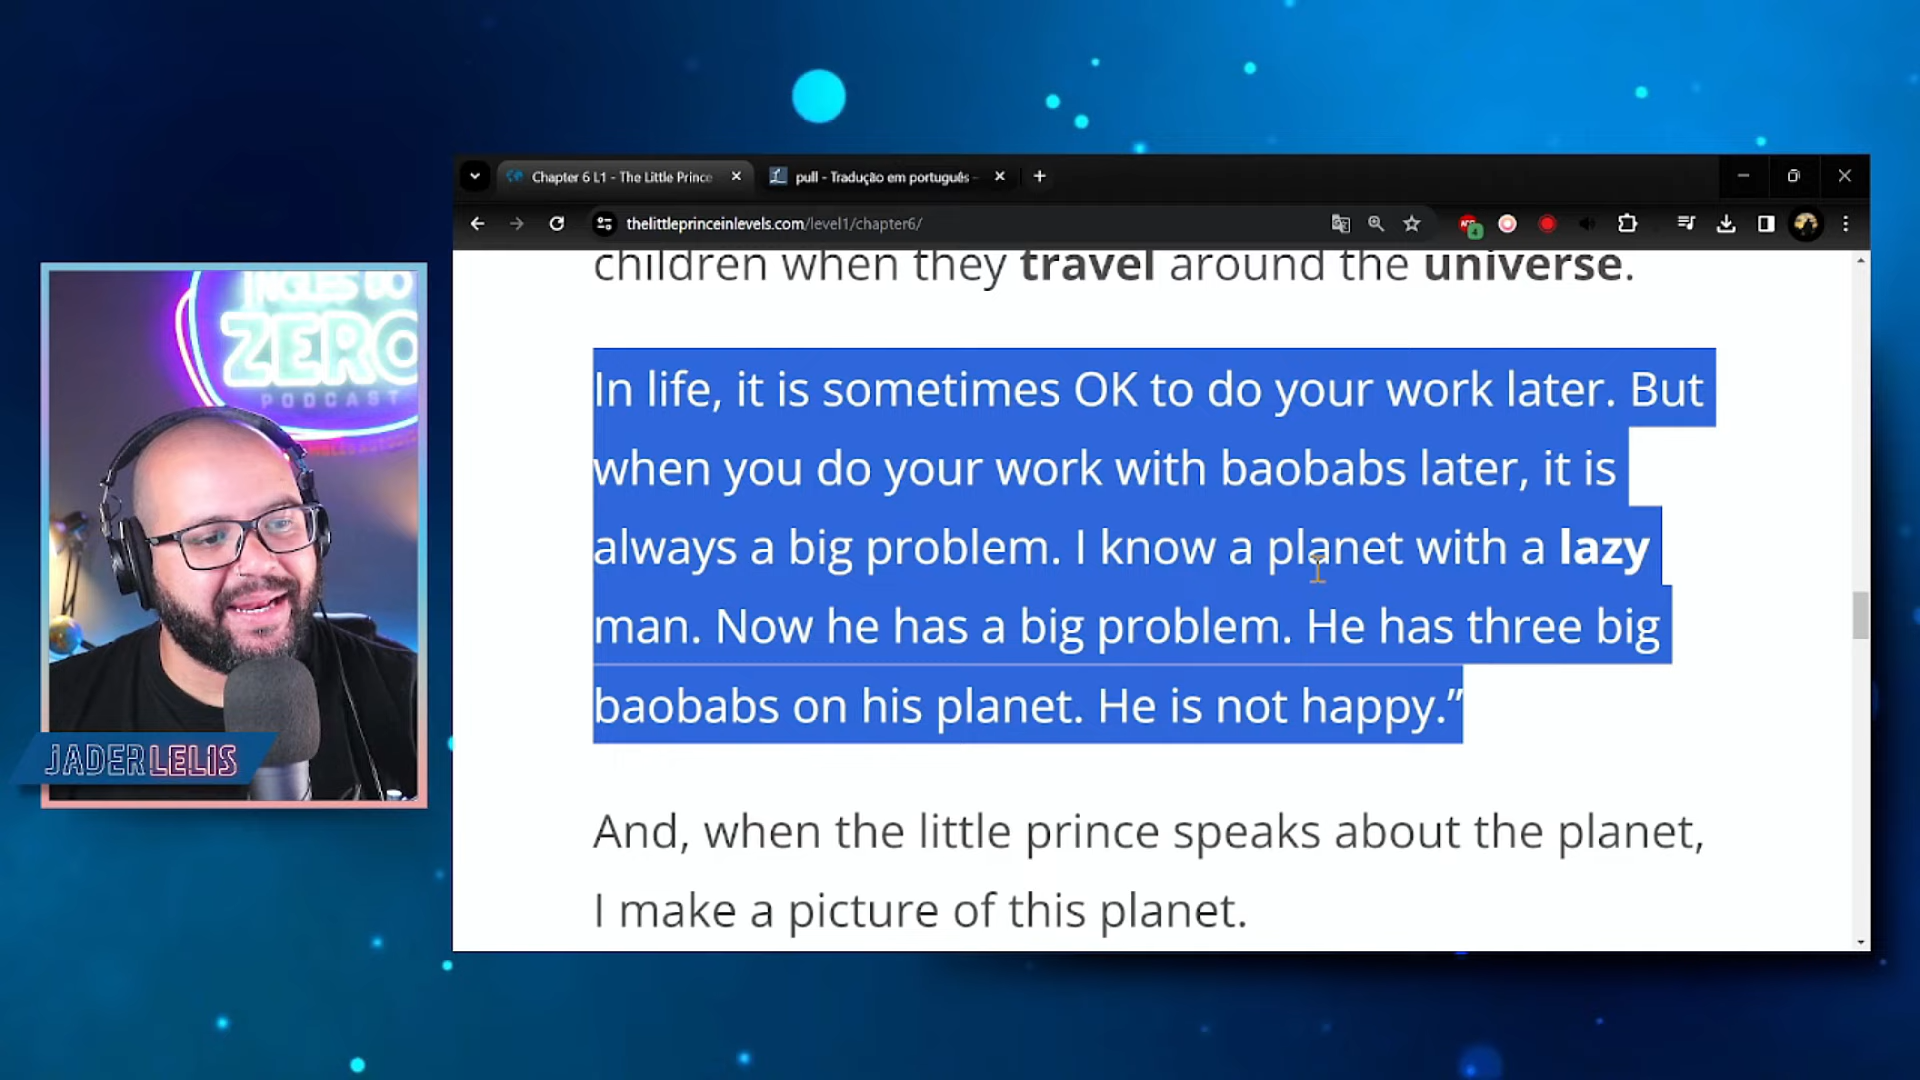 Chapter 6 L1 - The Little Prince
pull - Tradução em português -
thelittleprinceinlevels.com/level1/chapter6/
children when they travel around the universe.
In life, it is sometimes OK to do your work later. But
when you do your work with baobabs later, it is
always a big problem. I know a planet with a lazy
man. Now he has a big problem. He has three big
baobabs on his planet. He is not happy.”
And, when the little prince speaks about the planet,
I make a picture of this planet.
ZERO
PODCAST
JADERLELIS